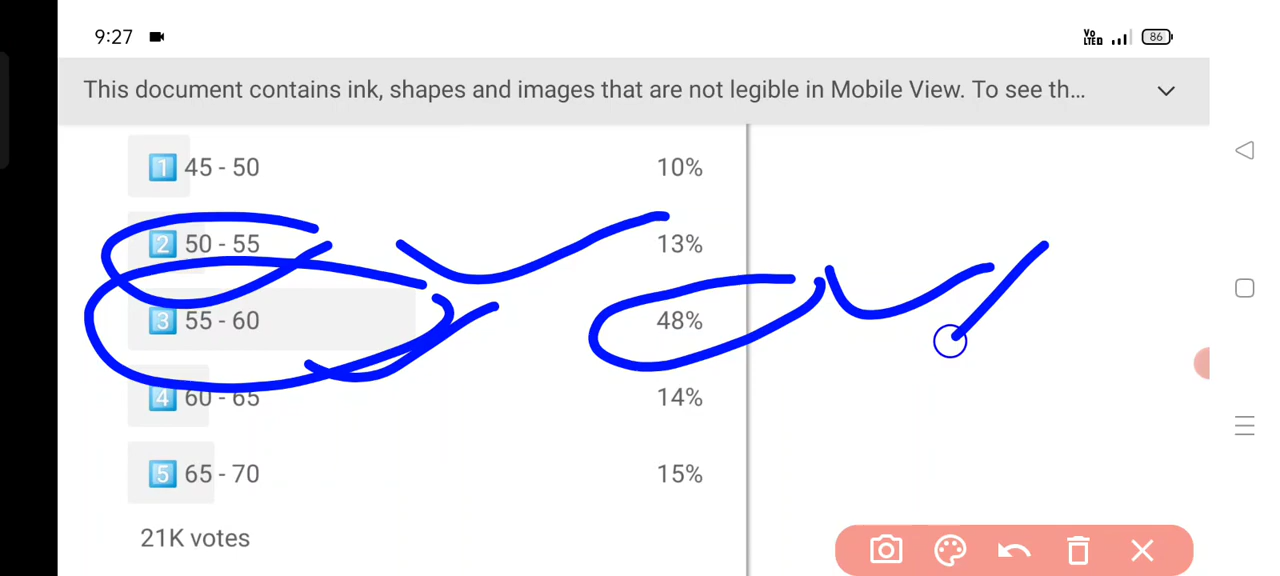 9:27 Vo LTE 86
This document contains ink, shapes and images that are not legible in Mobile View. To see th...
1 45 - 50 10%
2 50 - 55 13%
3 55 - 60 48%
4 60 - 65 14%
5 65 - 70 15%
21K votes